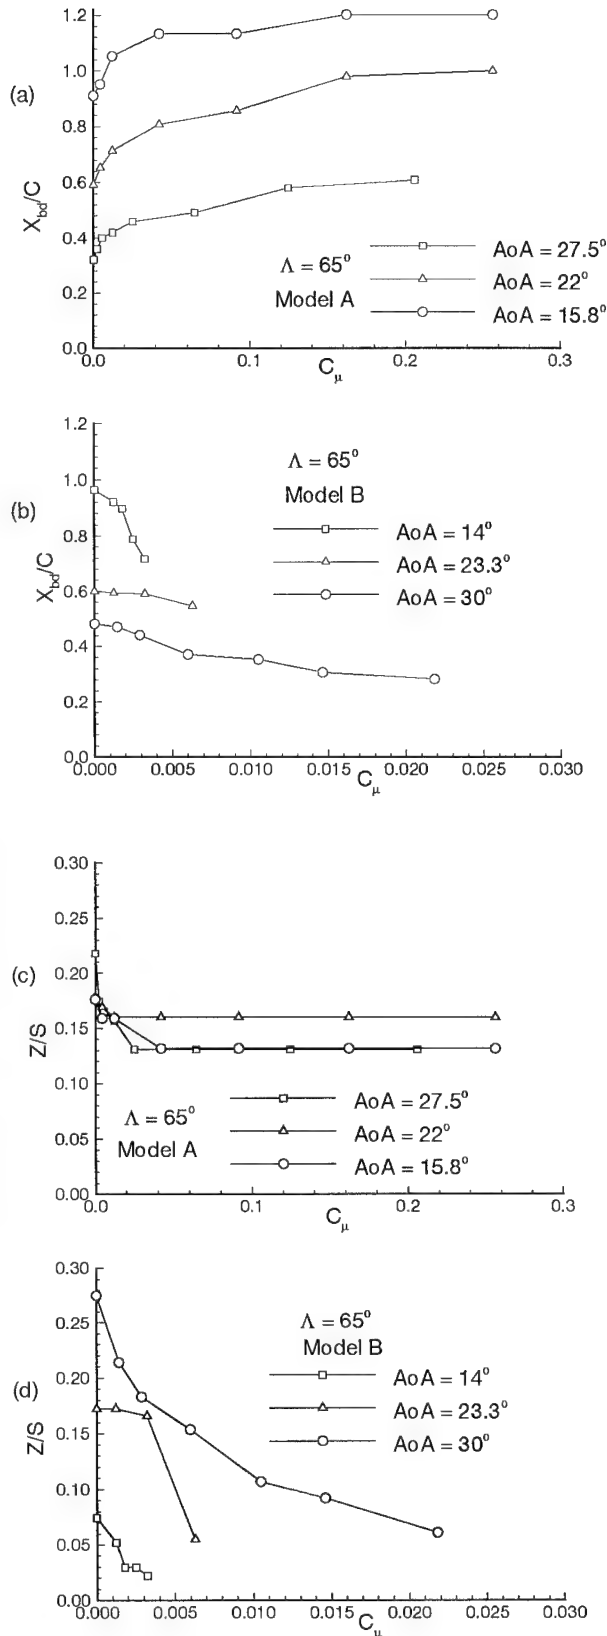 (a)
X_bd/C
1.2
1.0
0.8
0.6
0.4
0.2
0.0
Λ = 65°
Model A
AoA = 27.5°
AoA = 22°
AoA = 15.8°
0.0 0.1 0.2 0.3
C_μ
(b)
X_bd/C
1.2
1.0
0.8
0.6
0.4
0.2
0.0
Λ = 65°
Model B
AoA = 14°
AoA = 23.3°
AoA = 30°
0.000 0.005 0.010 0.015 0.020 0.025 0.030
C_μ
(c)
Z/S
0.30
0.25
0.20
0.15
0.10
0.05
0.00
Λ = 65°
Model A
AoA = 27.5°
AoA = 22°
AoA = 15.8°
0.0 0.1 0.2 0.3
C_μ
(d)
Z/S
0.30
0.25
0.20
0.15
0.10
0.05
0.00
Λ = 65°
Model B
AoA = 14°
AoA = 23.3°
AoA = 30°
0.000 0.005 0.010 0.015 0.020 0.025 0.030
C_μ